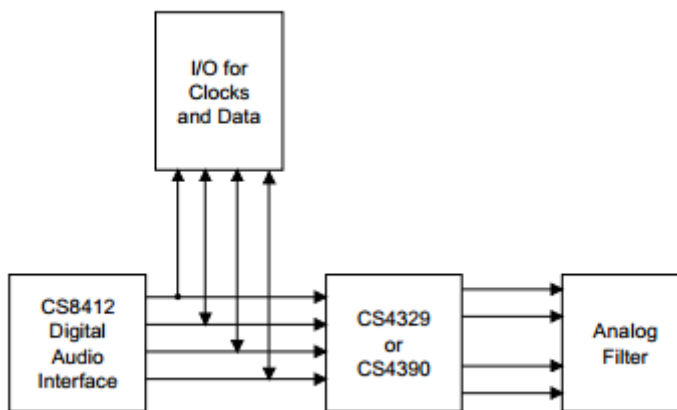 I/O for
Clocks
and Data
CS8412
Digital
Audio
Interface
CS4329
or
CS4390
Analog
Filter